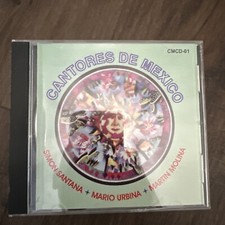 CMCD-01
CANTORES DE MEXICO
SIMON SANTANA + MARIO URBINA + MARTIN MOLINA